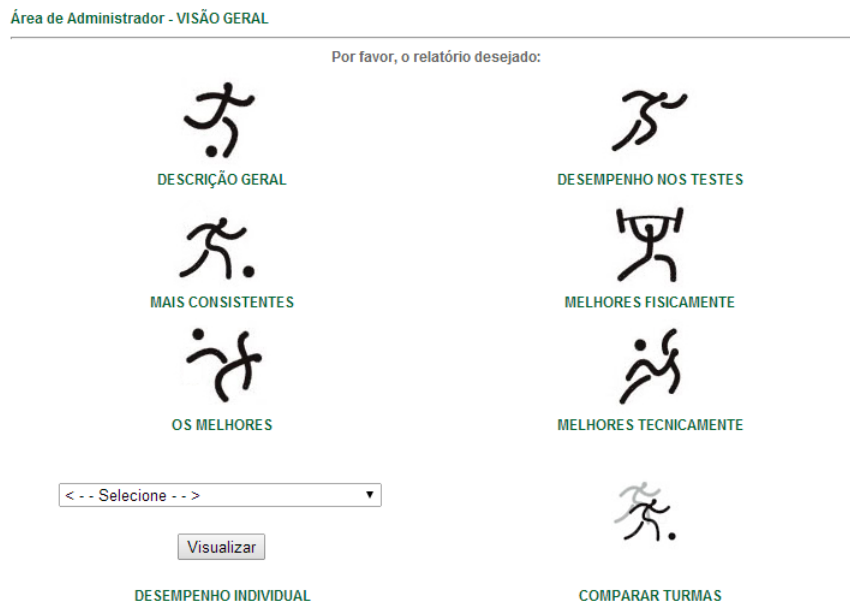 Área de Administrador - VISÃO GERAL
Por favor, o relatório desejado:
DESCRIÇÃO GERAL
DESEMPENHO NOS TESTES
MAIS CONSISTENTES
MELHORES FISICAMENTE
OS MELHORES
MELHORES TECNICAMENTE
< - - Selecione - - >
Visualizar
DESEMPENHO INDIVIDUAL
COMPARAR TURMAS